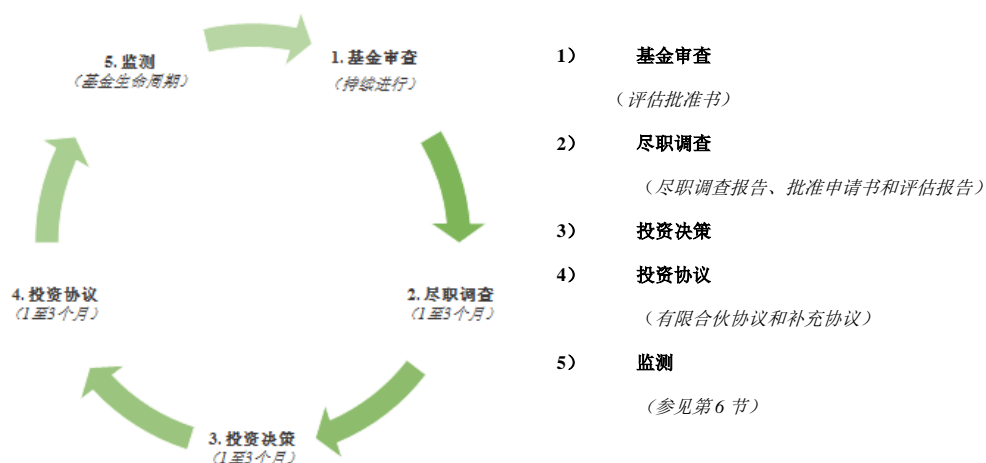 1. 基金审查
（持续进行）
2. 尽职调查
（1至3个月）
3. 投资决策
（1至3个月）
4. 投资协议
（1至3个月）
5. 监测
（基金生命周期）
1） 基金审查
（评估批准书）
2） 尽职调查
（尽职调查报告、批准申请书和评估报告）
3） 投资决策
4） 投资协议
（有限合伙协议和补充协议）
5） 监测
（参见第 6 节）